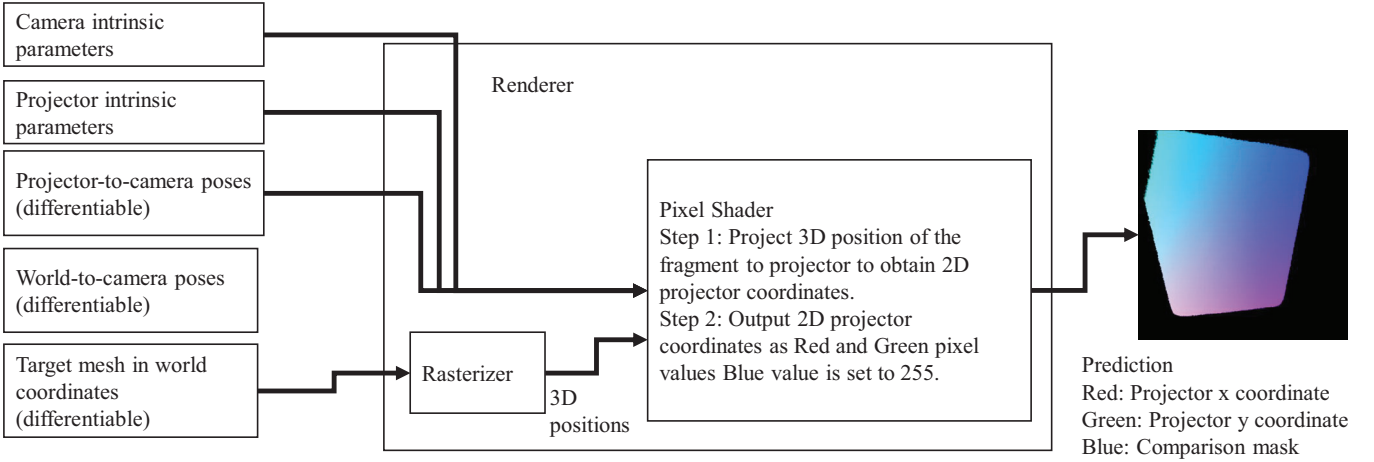 Camera intrinsic
parameters
Projector intrinsic
parameters
Projector-to-camera poses
(differentiable)
World-to-camera poses
(differentiable)
Target mesh in world
coordinates
(differentiable)
Renderer
Rasterizer
3D
positions
Pixel Shader
Step 1: Project 3D position of the
fragment to projector to obtain 2D
projector coordinates.
Step 2: Output 2D projector
coordinates as Red and Green pixel
values Blue value is set to 255.
Prediction
Red: Projector x coordinate
Green: Projector y coordinate
Blue: Comparison mask